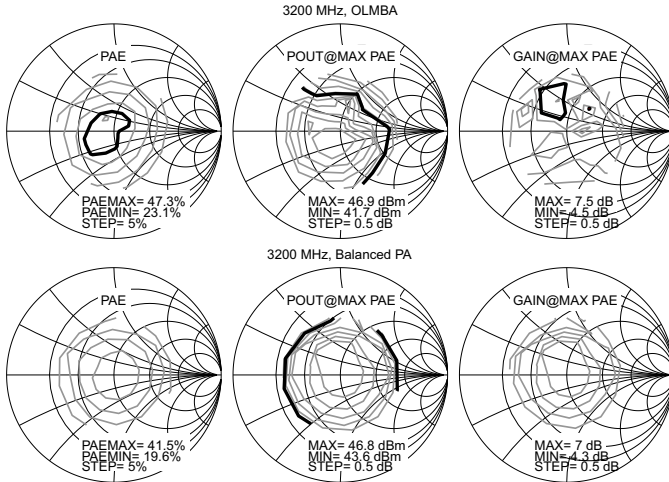 3200 MHz, OLMBA
PAE
POUT@MAX PAE
GAIN@MAX PAE
PAEMAX= 47.3%
PAEMIN= 23.1%
STEP= 5%
MAX= 46.9 dBm
MIN= 41.7 dBm
STEP= 0.5 dB
MAX= 7.5 dB
MIN= 4.5 dB
STEP= 0.5 dB
3200 MHz, Balanced PA
PAE
POUT@MAX PAE
GAIN@MAX PAE
PAEMAX= 41.5%
PAEMIN= 19.6%
STEP= 5%
MAX= 46.8 dBm
MIN= 43.6 dBm
STEP= 0.5 dB
MAX= 7 dB
MIN= 4.3 dB
STEP= 0.5 dB